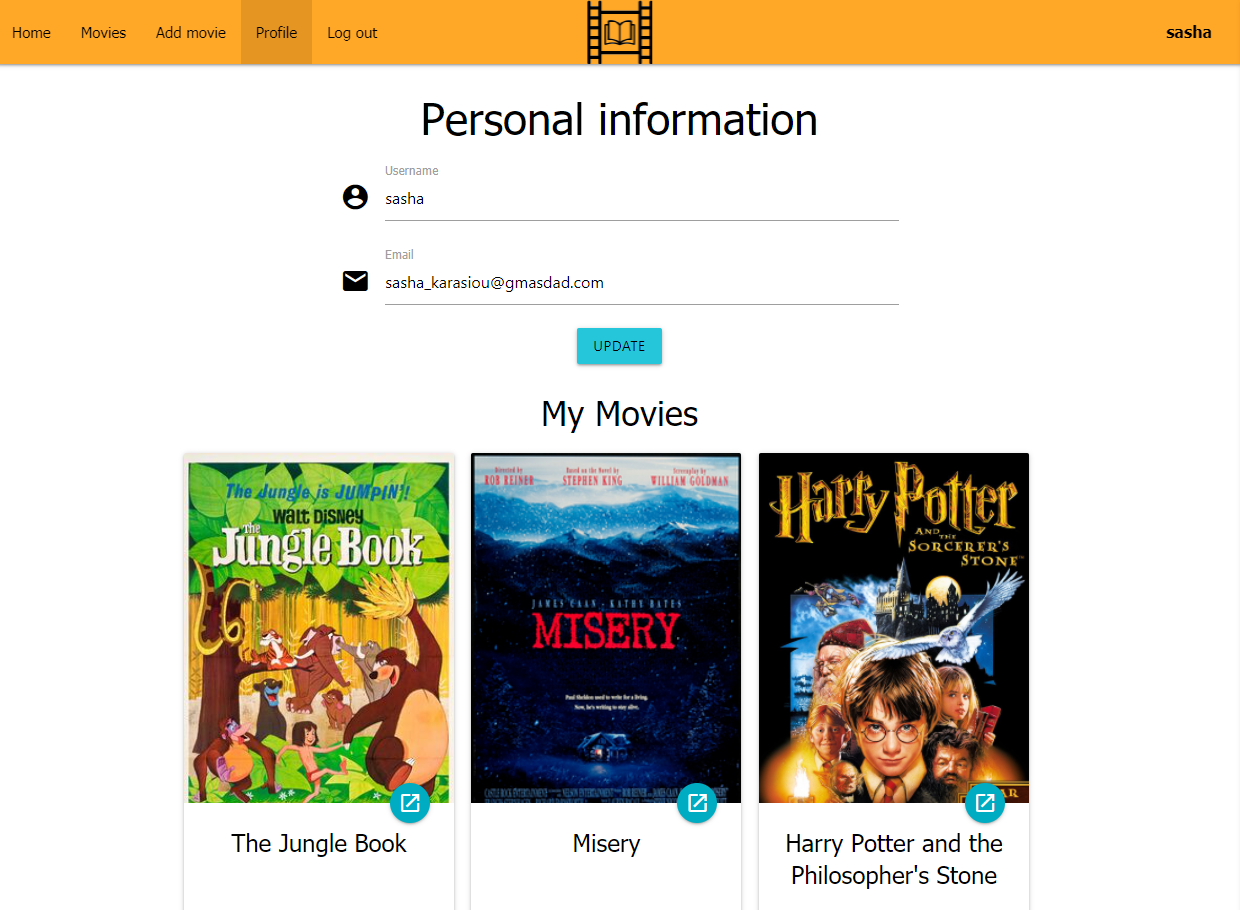 Home Movies Add movie Profile Log out sasha
Personal information
Username
sasha
Email
sasha_karasiou@gmasdad.com
UPDATE
My Movies
The Jungle is JUMPIN'!
WALT DISNEY
The
Jungle Book
Directed by
ROB REINER
Based on the Novel by
STEPHEN KING
Screenplay by
WILLIAM GOLDMAN
JAMES CAAN - KATHY BATES
MISERY
Paul Sheldon used to write for a living.
Now, he's writing to stay alive.
Harry Potter
AND THE
SORCERER'S
STONE
The Jungle Book
Misery
Harry Potter and the
Philosopher's Stone